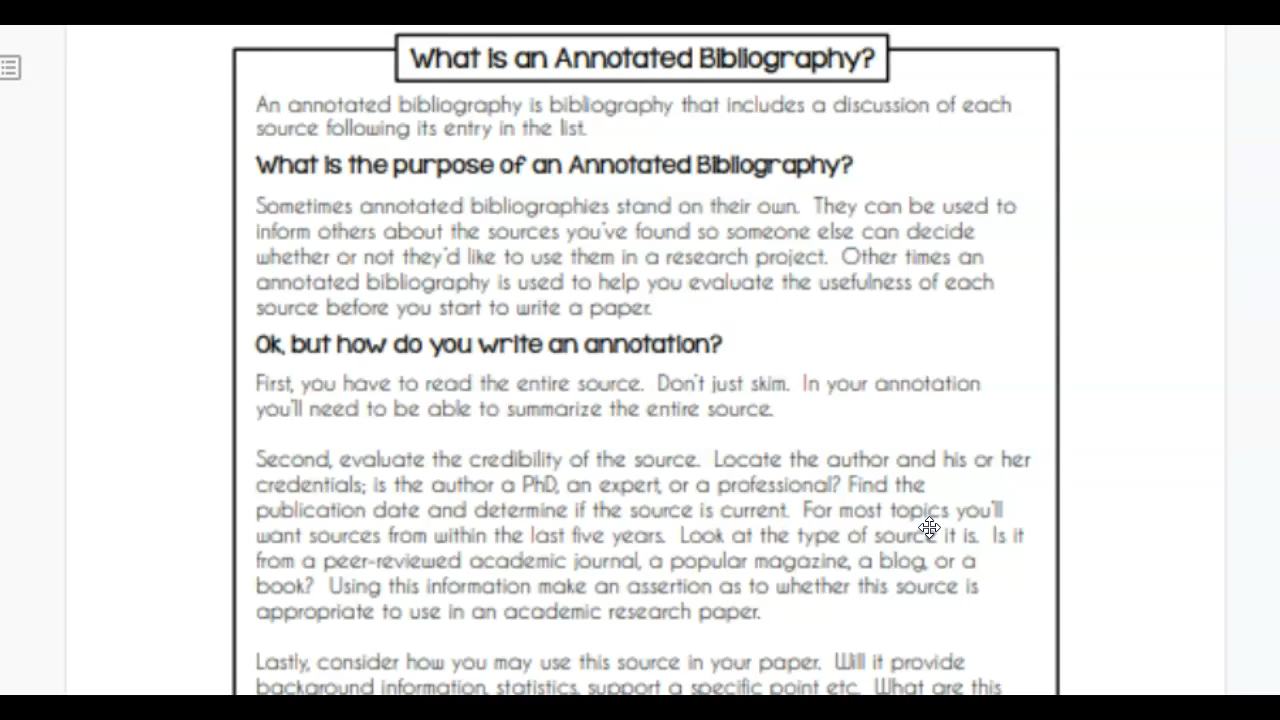 What is an Annotated Bibliography?
An annotated bibliography is bibliography that includes a discussion of each
source following its entry in the list.
What is the purpose of an Annotated Bibliography?
Sometimes annotated bibliographies stand on their own. They can be used to
inform others about the sources you've found so someone else can decide
whether or not they'd like to use them in a research project. Other times an
annotated bibliography is used to help you evaluate the usefulness of each
source before you start to write a paper.
Ok, but how do you write an annotation?
First, you have to read the entire source. Don't just skim. In your annotation
you'll need to be able to summarize the entire source.
Second, evaluate the credibility of the source. Locate the author and his or her
credentials; is the author a PhD, an expert, or a professional? Find the
publication date and determine if the source is current. For most topics you'll
want sources from within the last five years. Look at the type of source it is. Is it
from a peer-reviewed academic journal, a popular magazine, a blog, or a
book? Using this information make an assertion as to whether this source is
appropriate to use in an academic research paper.
Lastly, consider how you may use this source in your paper. Will it provide
background information, statistics, support a specific point etc. What are this